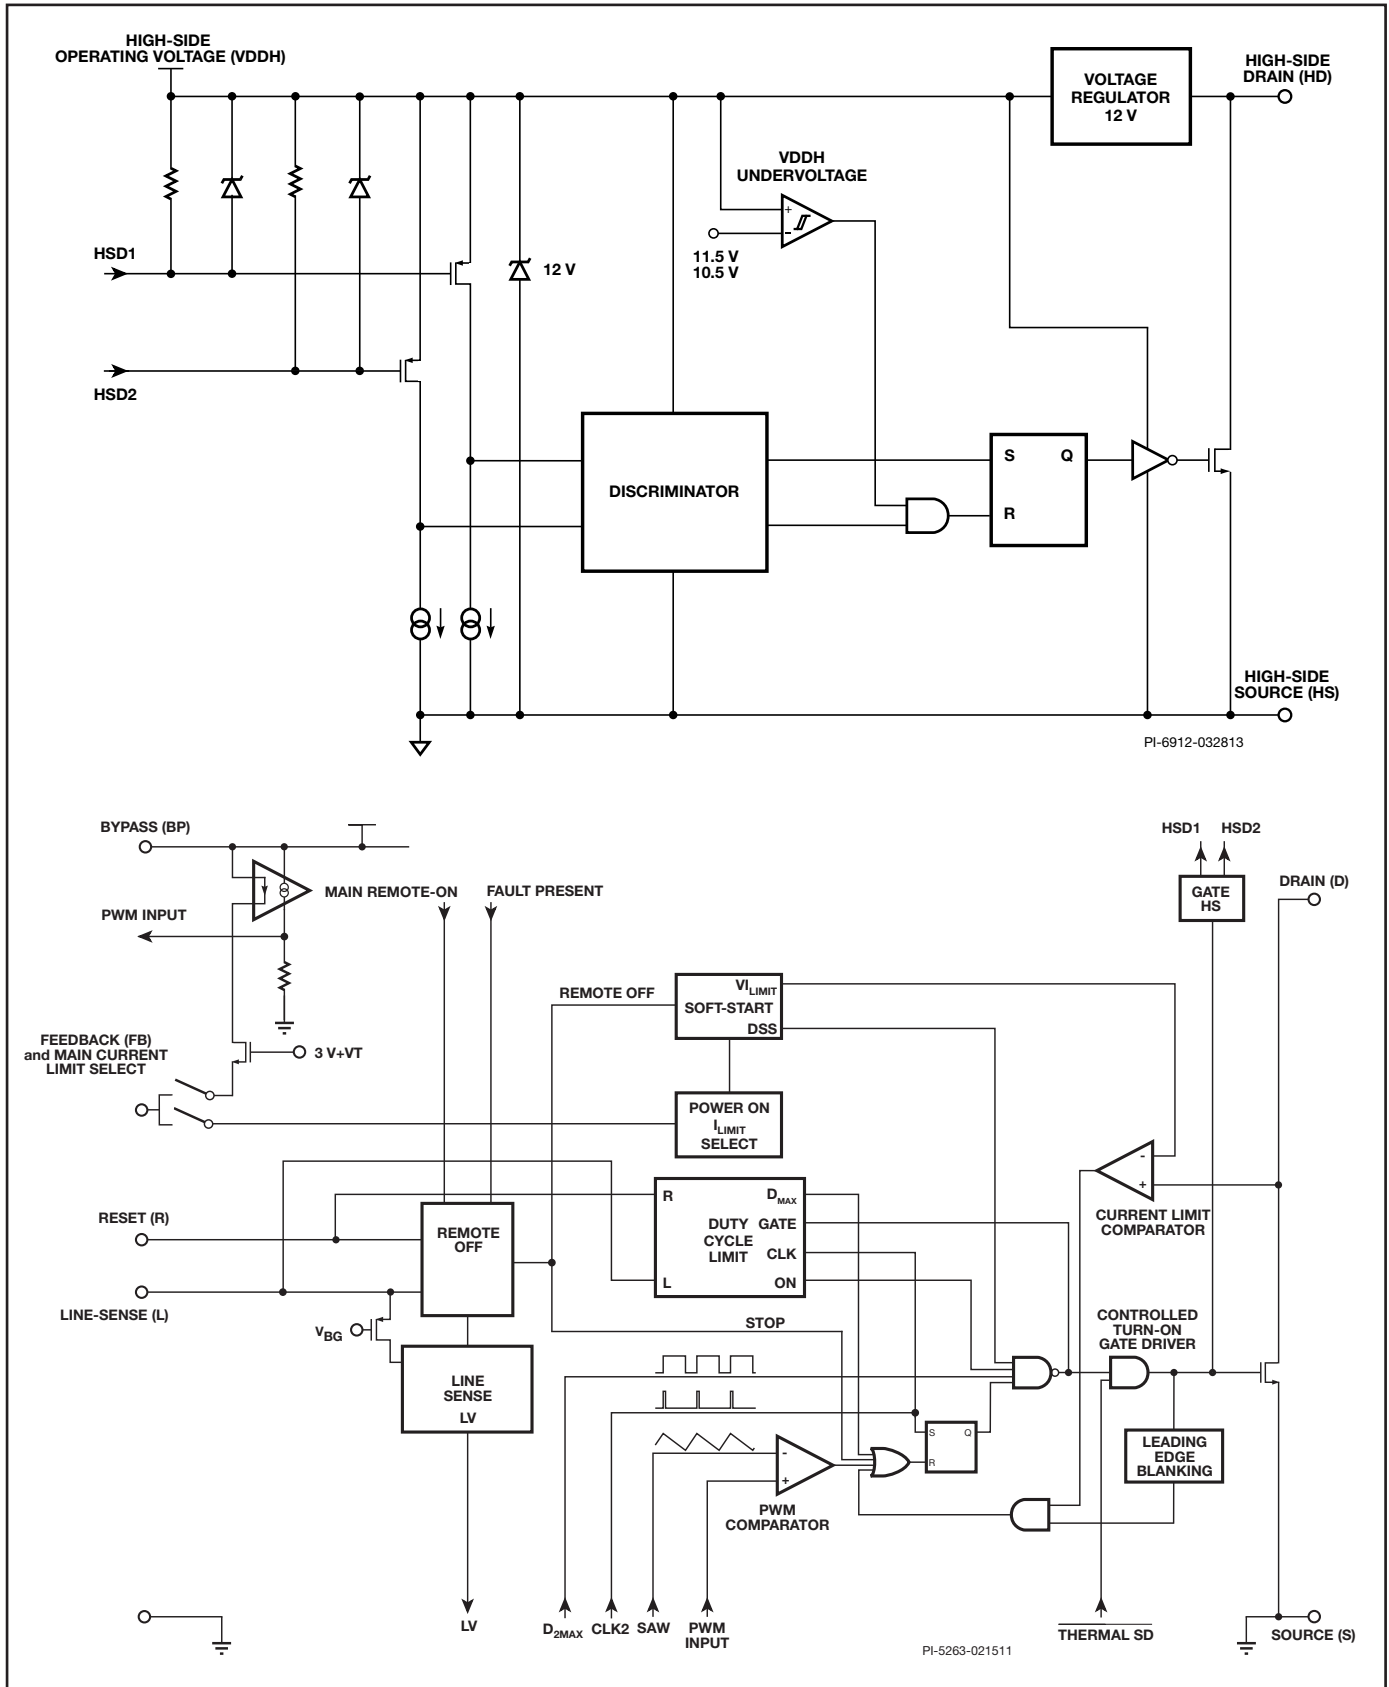 HIGH-SIDE
OPERATING VOLTAGE (VDDH)
VOLTAGE
REGULATOR
12 V
HIGH-SIDE
DRAIN (HD)
VDDH
UNDERVOLTAGE
+
-
11.5 V
10.5 V
HSD1
12 V
HSD2
DISCRIMINATOR
S
Q
R
HIGH-SIDE
SOURCE (HS)
PI-6912-032813
BYPASS (BP)
HSD1
HSD2
MAIN REMOTE-ON
FAULT PRESENT
GATE
HS
DRAIN (D)
PWM INPUT
REMOTE OFF
VI_LIMIT
SOFT-START
DSS
FEEDBACK (FB)
and MAIN CURRENT
LIMIT SELECT
3 V+VT
POWER ON
I_LIMIT
SELECT
-
+
CURRENT LIMIT
COMPARATOR
RESET (R)
REMOTE
OFF
R
D_MAX
DUTY
CYCLE
LIMIT
GATE
CLK
L
ON
LINE-SENSE (L)
V_BG
STOP
CONTROLLED
TURN-ON
GATE DRIVER
LINE
SENSE
LV
S
Q
R
LEADING
EDGE
BLANKING
-
+
PWM
COMPARATOR
LV
D_2MAX
CLK2
SAW
PWM
INPUT
THERMAL SD
SOURCE (S)
PI-5263-021511